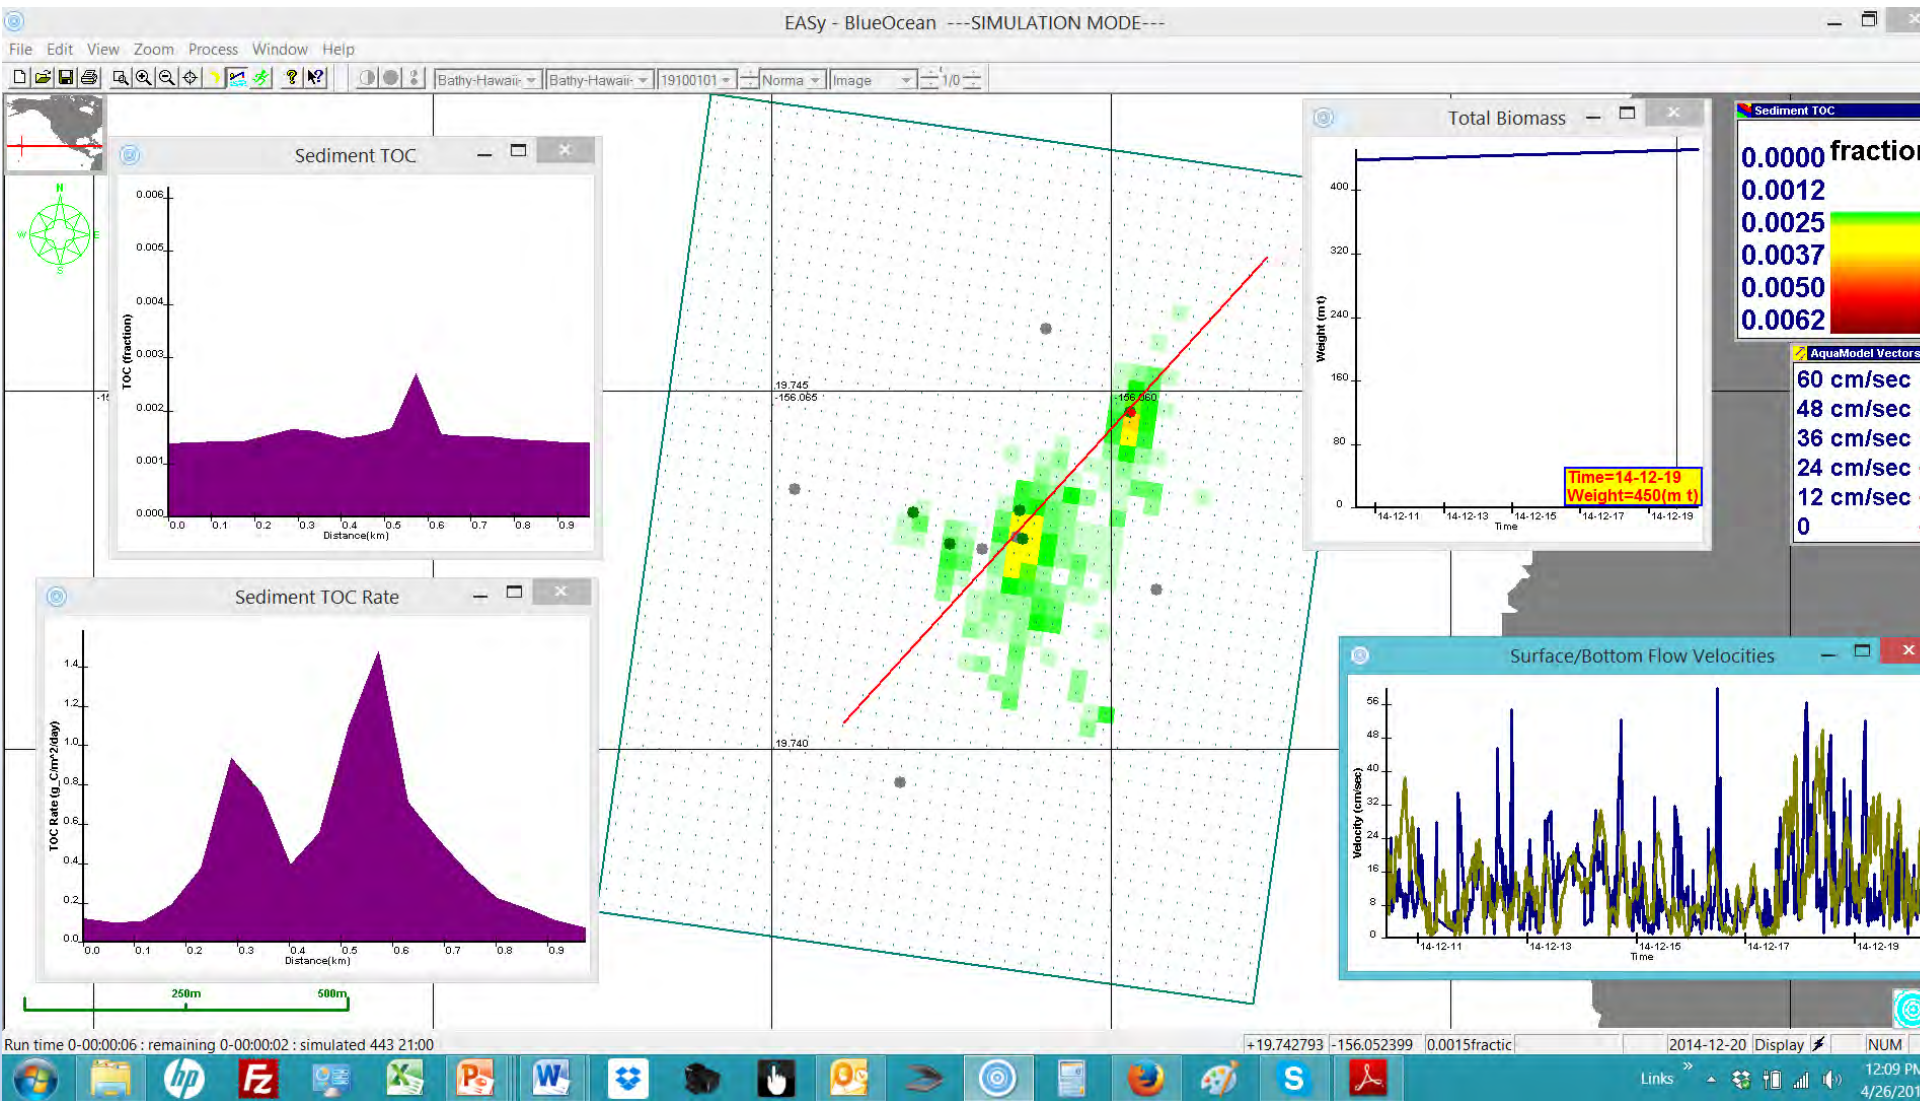 EASy - BlueOcean ---SIMULATION MODE---
File Edit View Zoom Process Window Help
Bathy-Hawaii- Bathy-Hawaii- 19100101 Norma Image 1/0
N
W E
S
Sediment TOC
TOC (fraction)
0.006
0.005
0.004
0.003
0.002
0.001
0.000
0.0 0.1 0.2 0.3 0.4 0.5 0.6 0.7 0.8 0.9
Distance(km)
Sediment TOC Rate
TOC Rate (g_C/m^2/day)
1.4
1.2
1.0
0.8
0.6
0.4
0.2
0.0
0.0 0.1 0.2 0.3 0.4 0.5 0.6 0.7 0.8 0.9
Distance(km)
250m 500m
19.745
-156.065 -156.060
19.740
Total Biomass
Weight (mt)
400
320
240
160
80
0
Time=14-12-19
Weight=450(m t)
14-12-11 14-12-13 14-12-15 14-12-17 14-12-19
Time
Sediment TOC
0.0000 fraction
0.0012
0.0025
0.0037
0.0050
0.0062
AquaModel Vectors
60 cm/sec
48 cm/sec
36 cm/sec
24 cm/sec
12 cm/sec
0
Surface/Bottom Flow Velocities
Velocity (cm/sec)
56
48
40
32
24
16
8
0
14-12-11 14-12-13 14-12-15 14-12-17 14-12-19
Time
Run time 0-00:00:06 : remaining 0-00:00:02 : simulated 443 21:00
+19.742793 -156.052399 0.0015fractic 2014-12-20 Display NUM
Links
12:09 PM
4/26/201